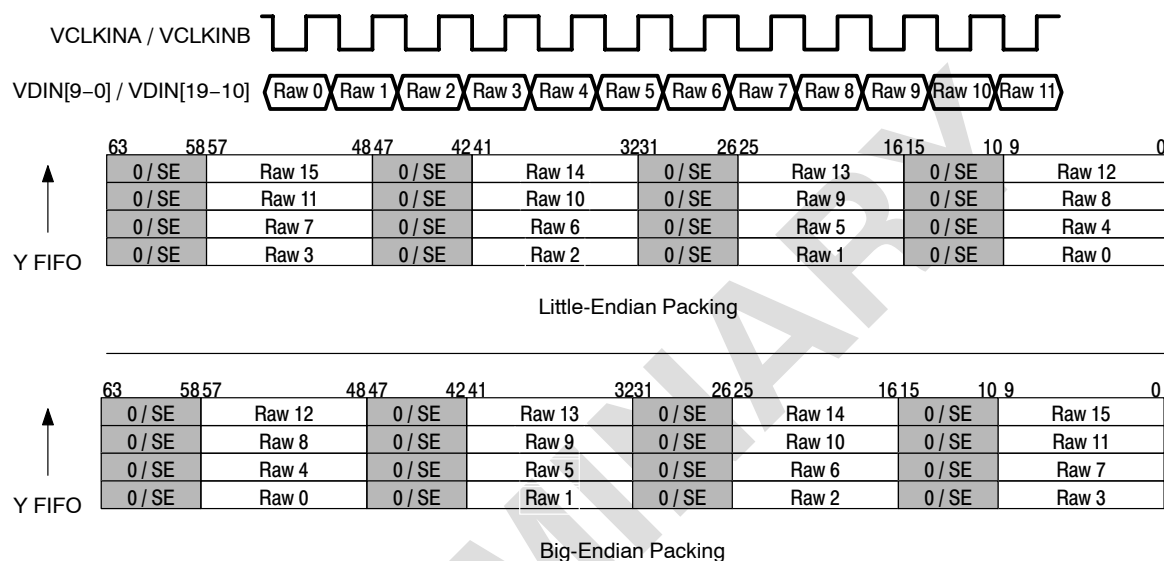 VCLKINA / VCLKINB
VDIN[9–0] / VDIN[19–10] Raw 0 Raw 1 Raw 2 Raw 3 Raw 4 Raw 5 Raw 6 Raw 7 Raw 8 Raw 9 Raw 10 Raw 11
63 58 57 48 47 42 41 32 31 26 25 16 15 10 9 0
0 / SE Raw 15 0 / SE Raw 14 0 / SE Raw 13 0 / SE Raw 12
0 / SE Raw 11 0 / SE Raw 10 0 / SE Raw 9 0 / SE Raw 8
0 / SE Raw 7 0 / SE Raw 6 0 / SE Raw 5 0 / SE Raw 4
0 / SE Raw 3 0 / SE Raw 2 0 / SE Raw 1 0 / SE Raw 0
Y FIFO
Little-Endian Packing
63 58 57 48 47 42 41 32 31 26 25 16 15 10 9 0
0 / SE Raw 12 0 / SE Raw 13 0 / SE Raw 14 0 / SE Raw 15
0 / SE Raw 8 0 / SE Raw 9 0 / SE Raw 10 0 / SE Raw 11
0 / SE Raw 4 0 / SE Raw 5 0 / SE Raw 6 0 / SE Raw 7
0 / SE Raw 0 0 / SE Raw 1 0 / SE Raw 2 0 / SE Raw 3
Y FIFO
Big-Endian Packing
MINARY